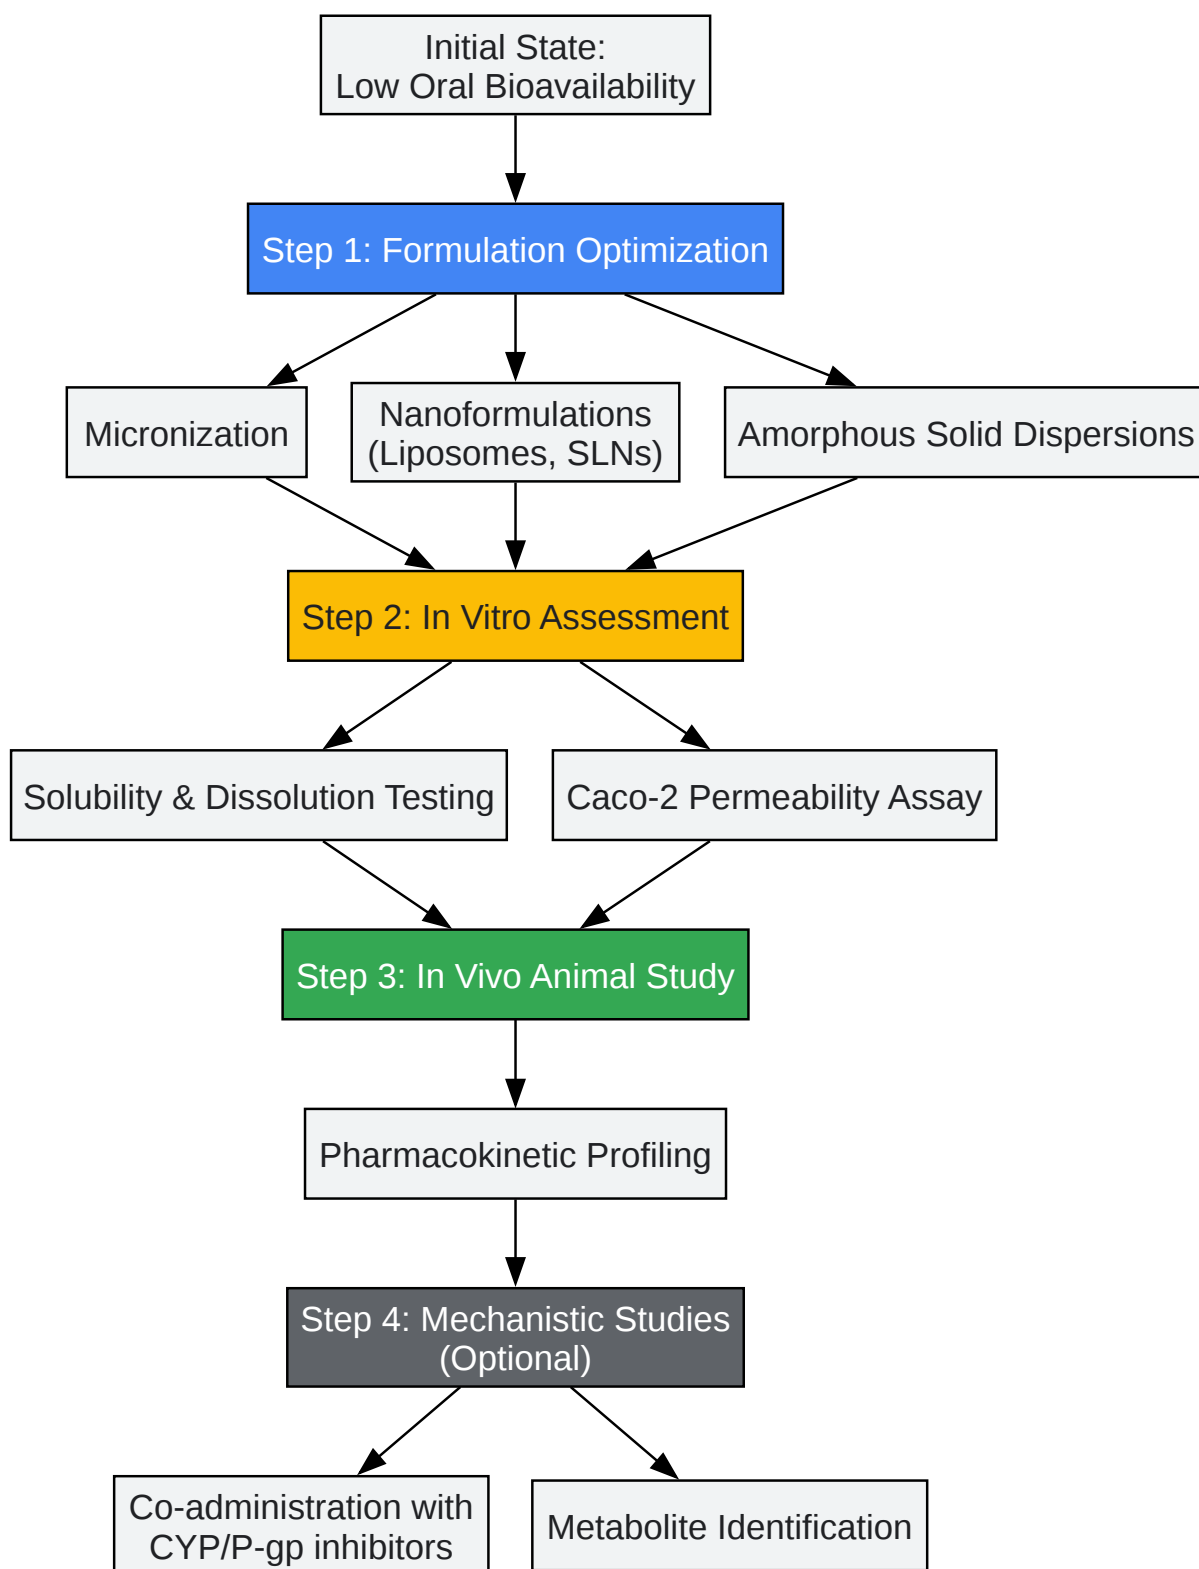 Initial State:
Low Oral Bioavailability
Step 1: Formulation Optimization
Micronization
Nanoformulations
(Liposomes, SLNs)
Amorphous Solid Dispersions
Step 2: In Vitro Assessment
Solubility & Dissolution Testing
Caco-2 Permeability Assay
Step 3: In Vivo Animal Study
Pharmacokinetic Profiling
Step 4: Mechanistic Studies
(Optional)
Co-administration with
CYP/P-gp inhibitors
Metabolite Identification